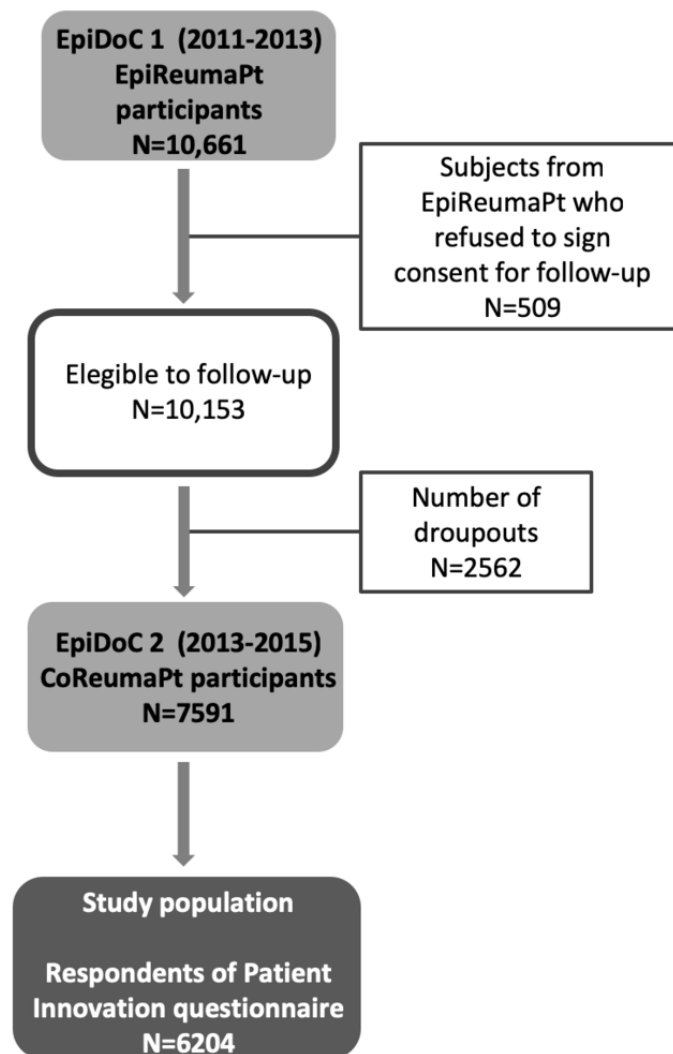 EpiDoC 1 (2011-2013)
EpiReumaPt
participants
N=10,661
Subjects from
EpiReumaPt who
refused to sign
consent for follow-up
N=509
Elegible to follow-up
N=10,153
Number of
droupouts
N=2562
EpiDoC 2 (2013-2015)
CoReumaPt participants
N=7591
Study population
Respondents of Patient
Innovation questionnaire
N=6204